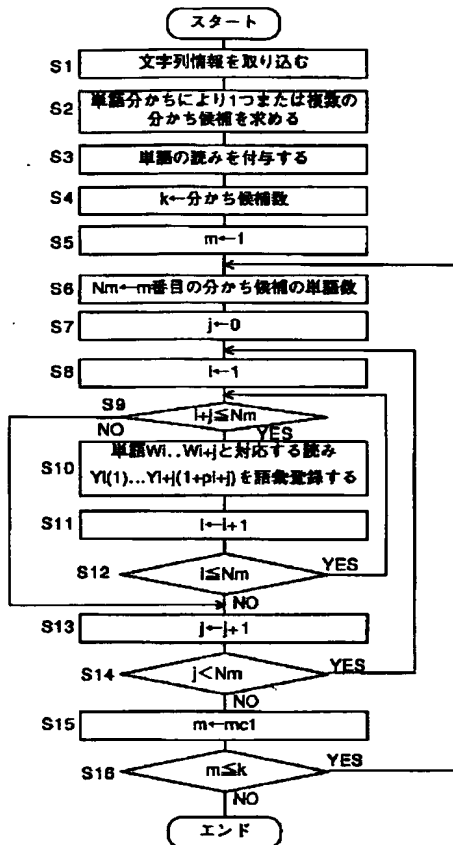 スタート
S1 文字列情報を取り込む
S2 単語分かちにより1つまたは複数の
分かち候補を求める
S3 単語の読みを付与する
S4 k←分かち候補数
S5 m←1
S6 Nm←m番目の分かち候補の単語数
S7 j←0
S8 i←1
S9 i+j≦Nm
NO YES
S10 単語Wi..Wi+jと対応する読み
Yi(1)...Yi+j(1+pi+j)を語彙登録する
S11 i←i+1
S12 i≦Nm YES
NO
S13 j←j+1
S14 j<Nm YES
NO
S15 m←mc1
S16 m≦k YES
NO
エンド